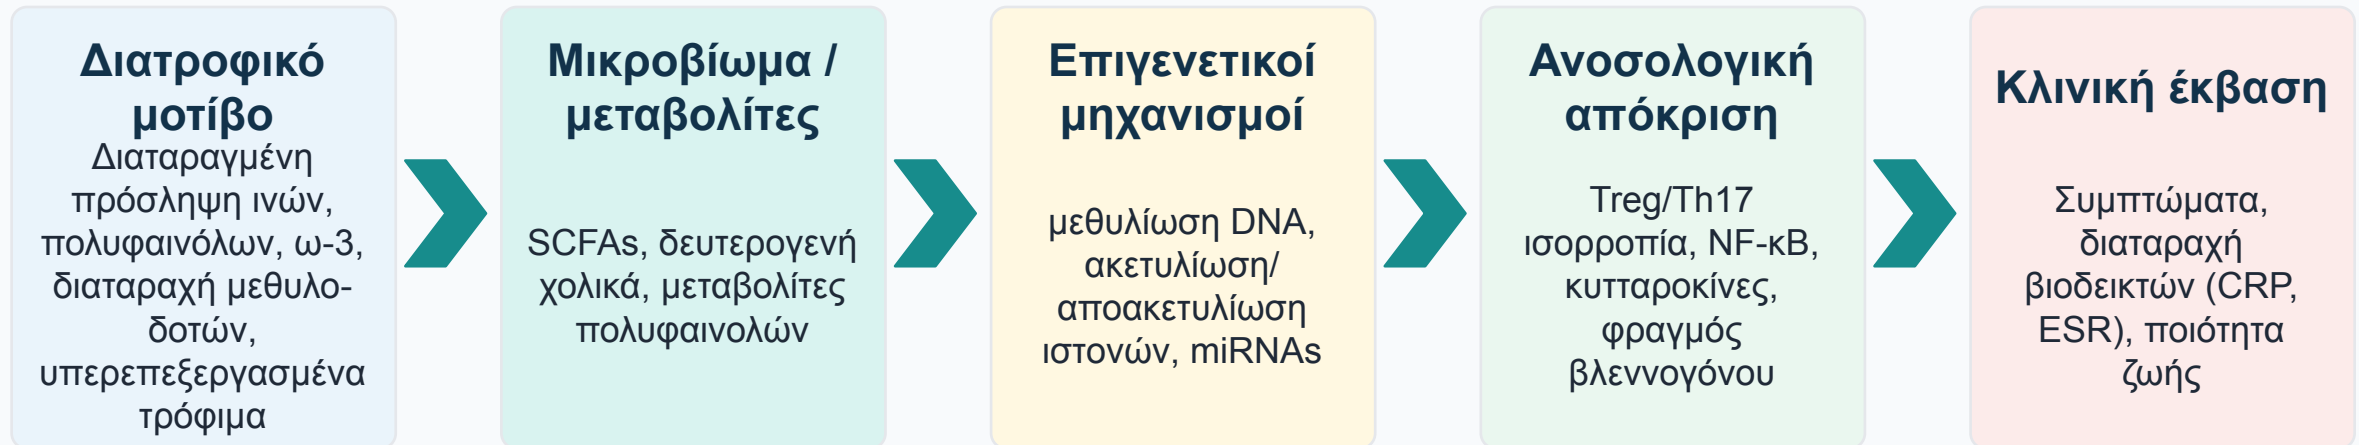 Διατροφικό
μοτίβο
Διαταραγμένη
πρόσληψη ινών,
πολυφαινόλων, ω-3,
διαταραχή μεθυλο-
δοτών,
υπερεπεξεργασμένα
τρόφιμα
Μικροβίωμα /
μεταβολίτες
SCFAs, δευτερογενή
χολικά, μεταβολίτες
πολυφαινολών
Επιγενετικοί
μηχανισμοί
μεθυλίωση DNA,
ακετυλίωση/
αποακετυλίωση
ιστονών, miRNAs
Ανοσολογική
απόκριση
Treg/Th17
ισορροπία, NF-κB,
κυτταροκίνες,
φραγμός
βλεννογόνου
Κλινική έκβαση
Συμπτώματα,
διαταραχή
βιοδεικτών (CRP,
ESR), ποιότητα
ζωής